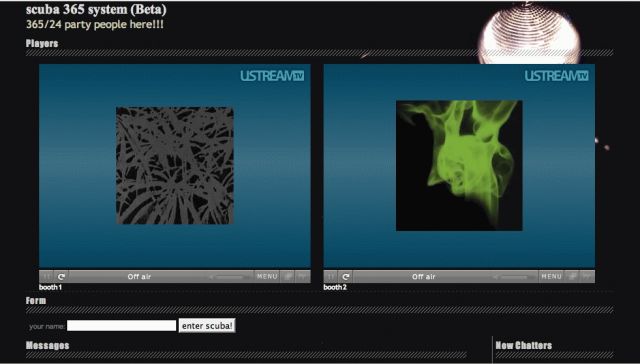 scuba 365 system (Beta)
365/24 party people here!!!
Players
USTREAM TV
USTREAM TV
Off air
MENU
Off air
MENU
booth1
booth2
Form
your name:
enter scuba!
Messages
New Chatters